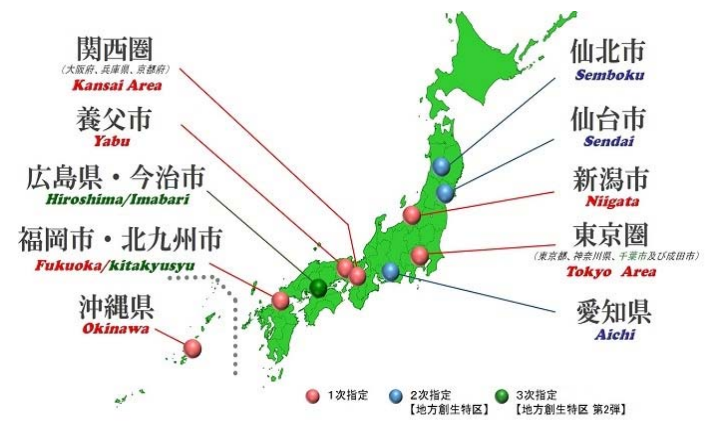 関西圏
（大阪府、兵庫県、京都府）
Kansai Area
養父市
Yabu
広島県・今治市
Hiroshima/Imabari
福岡市・北九州市
Fukuoka/kitakyusyu
沖縄県
Okinawa
仙北市
Semboku
仙台市
Sendai
新潟市
Niigata
東京圏
（東京都、神奈川県、千葉市及び成田市）
Tokyo Area
愛知県
Aichi
1次指定
2次指定
【地方創生特区】
3次指定
【地方創生特区 第2弾】